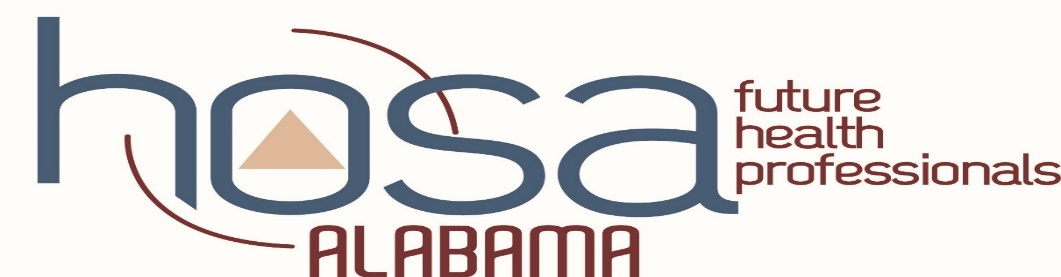 hosa
future
health
professionals
ALABAMA